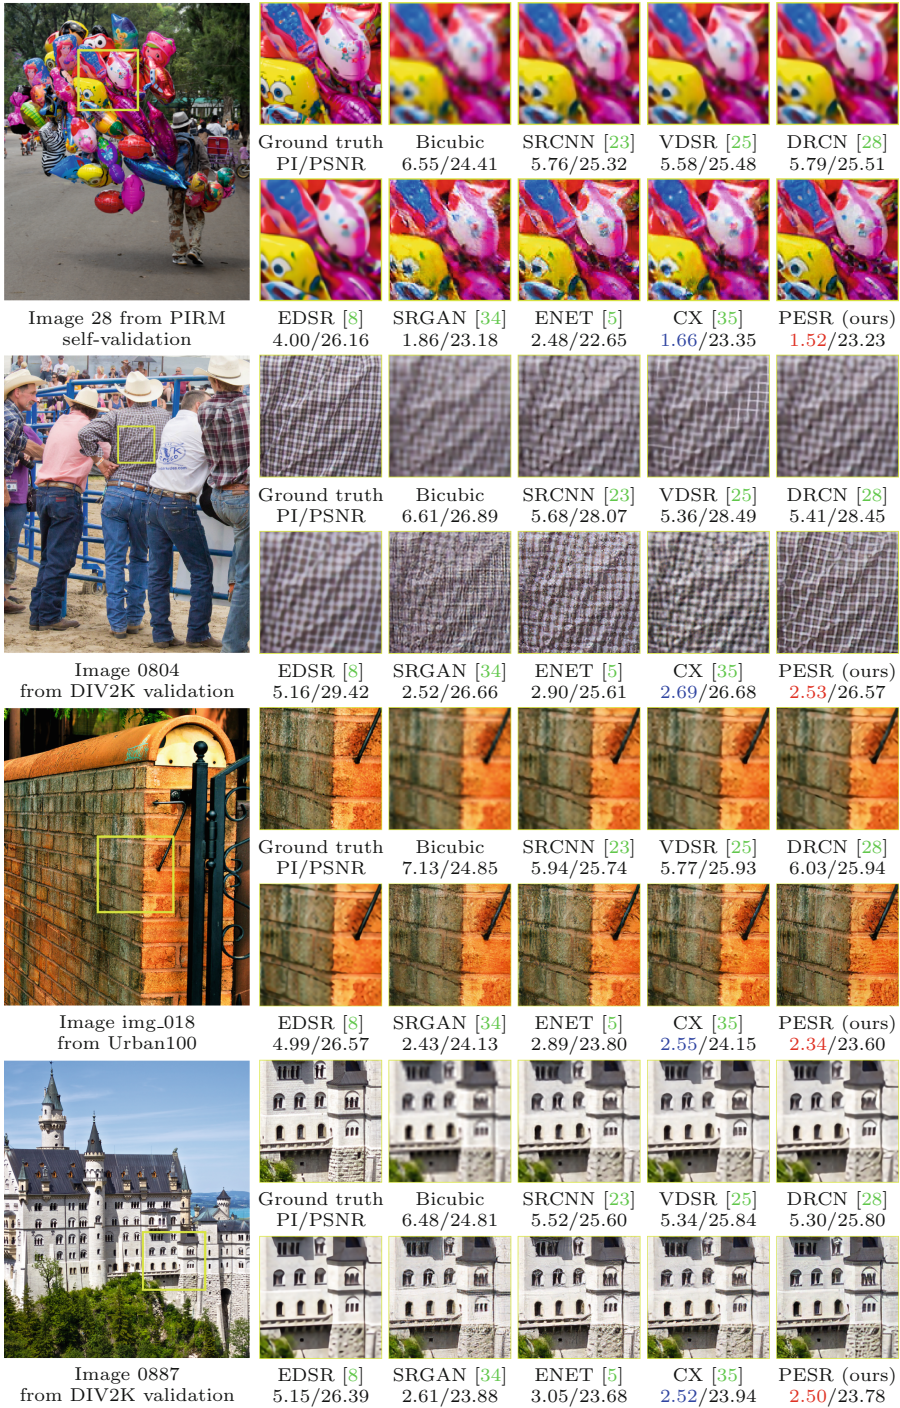 Ground truth Bicubic SRCNN [23] VDSR [25] DRCN [28]
PI/PSNR 6.55/24.41 5.76/25.32 5.58/25.48 5.79/25.51
Image 28 from PIRM
self-validation
EDSR [8] SRGAN [34] ENET [5] CX [35] PESR (ours)
4.00/26.16 1.86/23.18 2.48/22.65 1.66/23.35 1.52/23.23
Ground truth Bicubic SRCNN [23] VDSR [25] DRCN [28]
PI/PSNR 6.61/26.89 5.68/28.07 5.36/28.49 5.41/28.45
Image 0804
from DIV2K validation
EDSR [8] SRGAN [34] ENET [5] CX [35] PESR (ours)
5.16/29.42 2.52/26.66 2.90/25.61 2.69/26.68 2.53/26.57
Ground truth Bicubic SRCNN [23] VDSR [25] DRCN [28]
PI/PSNR 7.13/24.85 5.94/25.74 5.77/25.93 6.03/25.94
Image img_018
from Urban100
EDSR [8] SRGAN [34] ENET [5] CX [35] PESR (ours)
4.99/26.57 2.43/24.13 2.89/23.80 2.55/24.15 2.34/23.60
Ground truth Bicubic SRCNN [23] VDSR [25] DRCN [28]
PI/PSNR 6.48/24.81 5.52/25.60 5.34/25.84 5.30/25.80
Image 0887
from DIV2K validation
EDSR [8] SRGAN [34] ENET [5] CX [35] PESR (ours)
5.15/26.39 2.61/23.88 3.05/23.68 2.52/23.94 2.50/23.78